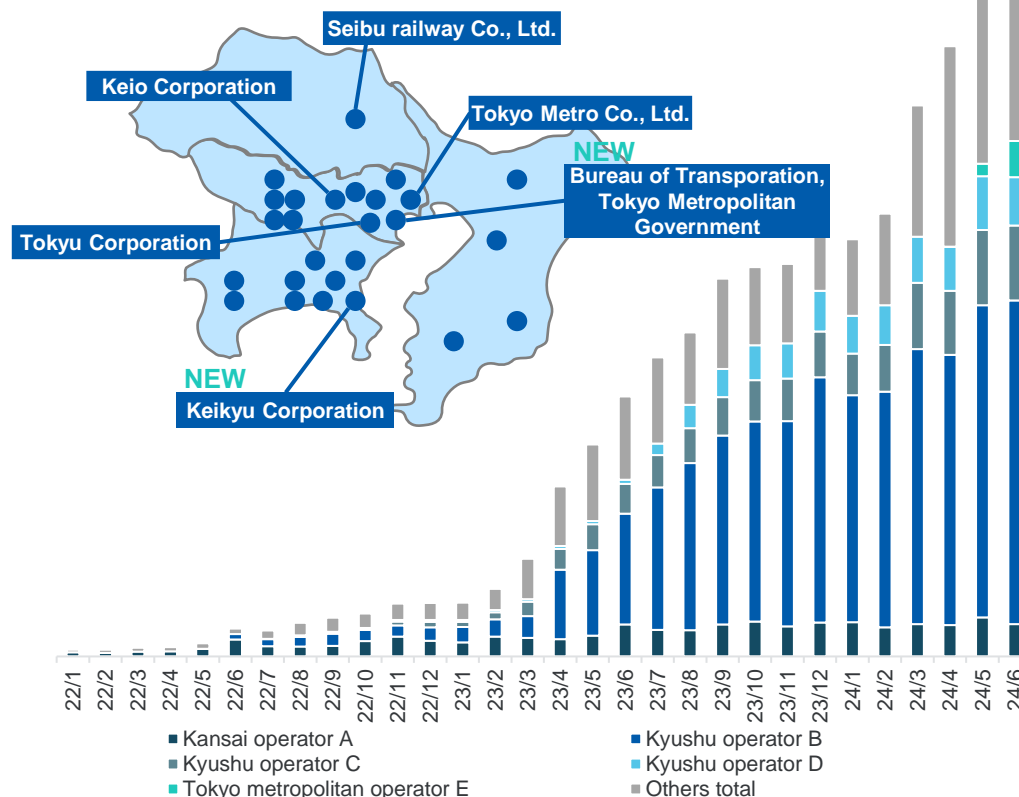 Seibu railway Co., Ltd.
Keio Corporation
Tokyo Metro Co., Ltd.
NEW
Bureau of Transporation,
Tokyo Metropolitan
Government
Tokyu Corporation
NEW
Keikyu Corporation
22/1
22/2
22/3
22/4
22/5
22/6
22/7
22/8
22/9
22/10
22/11
22/12
23/1
23/2
23/3
23/4
23/5
23/6
23/7
23/8
23/9
23/10
23/11
23/12
24/1
24/2
24/3
24/4
24/5
24/6
Kansai operator A
Kyushu operator B
Kyushu operator C
Kyushu operator D
Tokyo metropolitan operator E
Others total